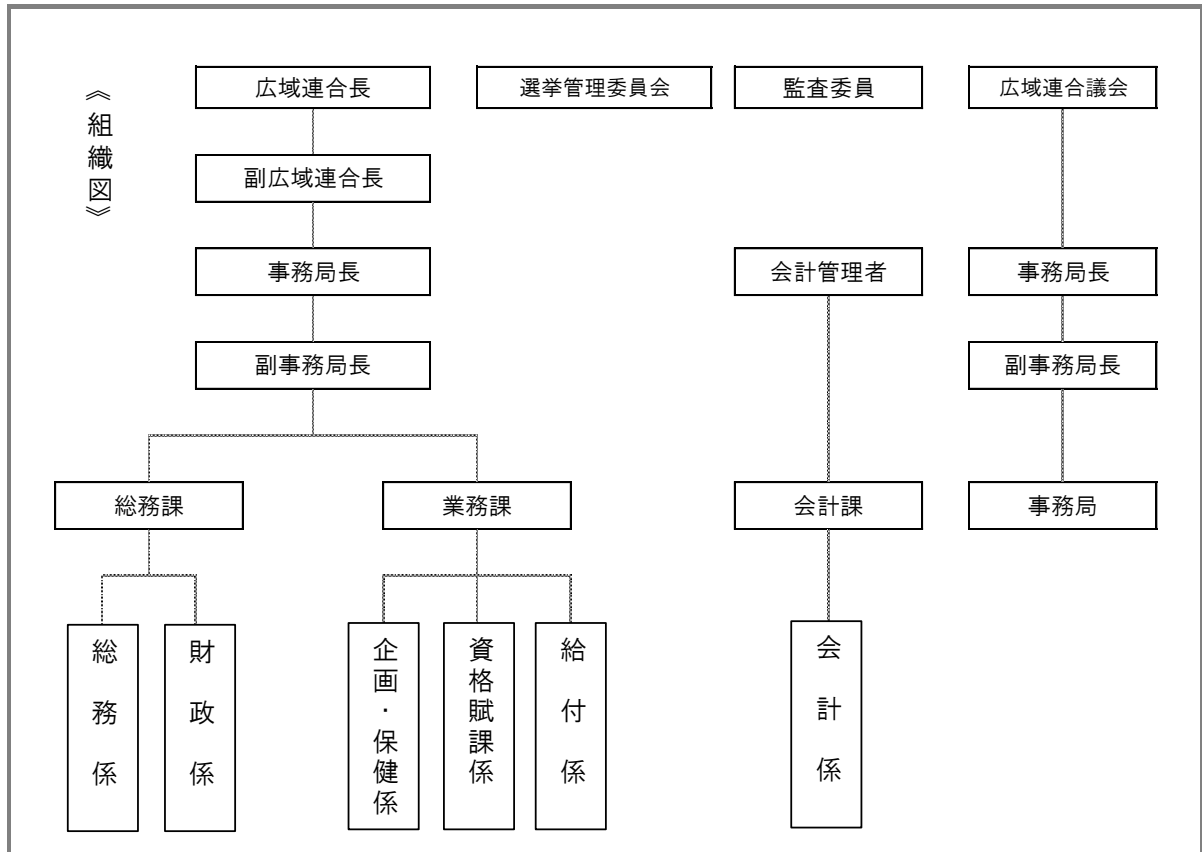 《組織図》
広域連合長
選挙管理委員会
監査委員
広域連合議会
副広域連合長
事務局長
会計管理者
事務局長
副事務局長
副事務局長
総務課
業務課
会計課
事務局
総務係
財政係
企画・保健係
資格賦課係
給付係
会計係